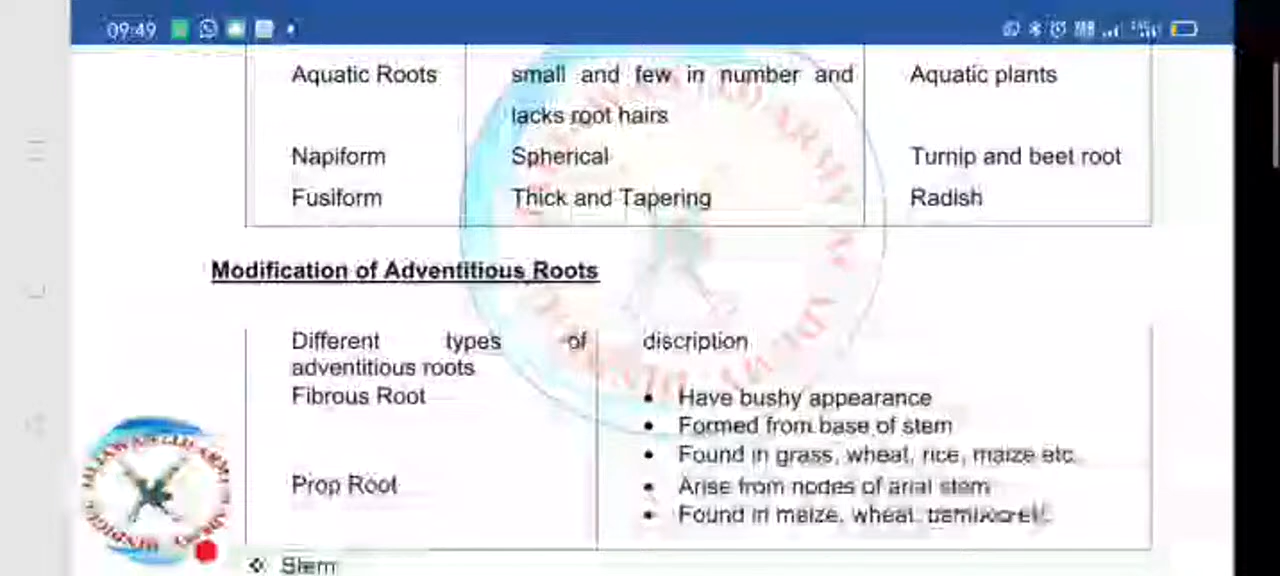 09:49
Aquatic Roots small and few in number and Aquatic plants
lacks root hairs
Napiform Spherical Turnip and beet root
Fusiform Thick and Tapering Radish
Modification of Adventitious Roots
Different types of discription
adventitious roots
Fibrous Root
• Have bushy appearance
• Formed from base of stem
• Found in grass, wheat, rice, maize etc.
Prop Root
• Arise from nodes of arial stem
• Found in maize, wheat,
❖ Stem